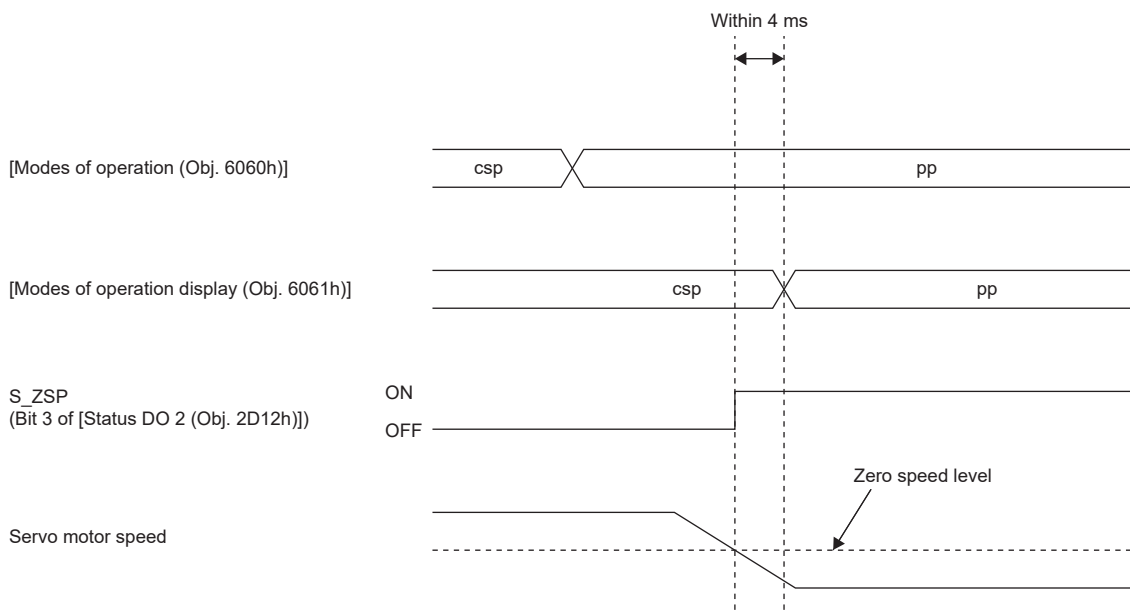 Within 4 ms
[Modes of operation (Obj. 6060h)]
csp
pp
[Modes of operation display (Obj. 6061h)]
csp
pp
S_ZSP
(Bit 3 of [Status DO 2 (Obj. 2D12h)])
ON
OFF
Zero speed level
Servo motor speed